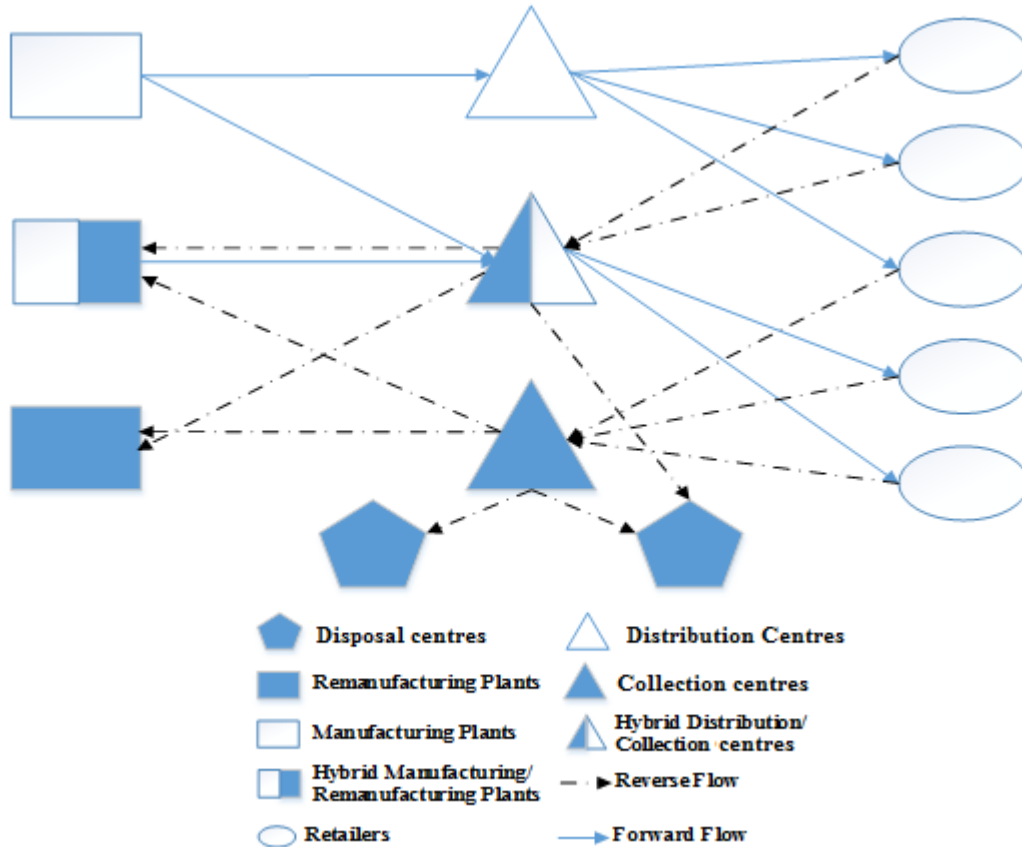 Disposal centres
Distribution Centres
Remanufacturing Plants
Collection centres
Manufacturing Plants
Hybrid Distribution/
Collection centres
Hybrid Manufacturing/
Remanufacturing Plants
Reverse Flow
Retailers
Forward Flow